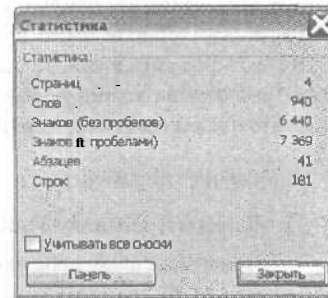 Статистика
Статистика:
Страниц 4
Слов 940
Знаков (без пробелов) 6 440
Знаков ft пробелами) 7 369
Абзацев 41
Строк 181
Учитывать все сноски
Панель ...
Закрыть